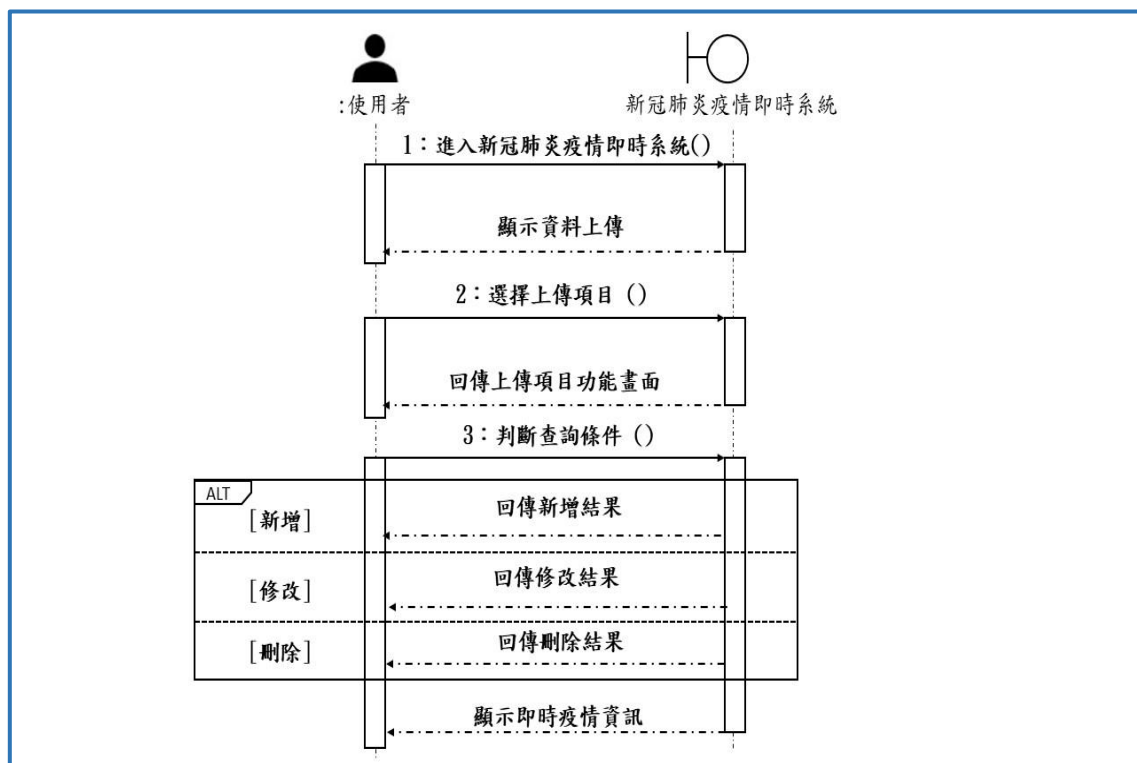 :使用者
新冠肺炎疫情即時系統
1：進入新冠肺炎疫情即時系統()
顯示資料上傳
2：選擇上傳項目 ()
回傳上傳項目功能畫面
3：判斷查詢條件 ()
ALT
[新增]
回傳新增結果
[修改]
回傳修改結果
[刪除]
回傳刪除結果
顯示即時疫情資訊